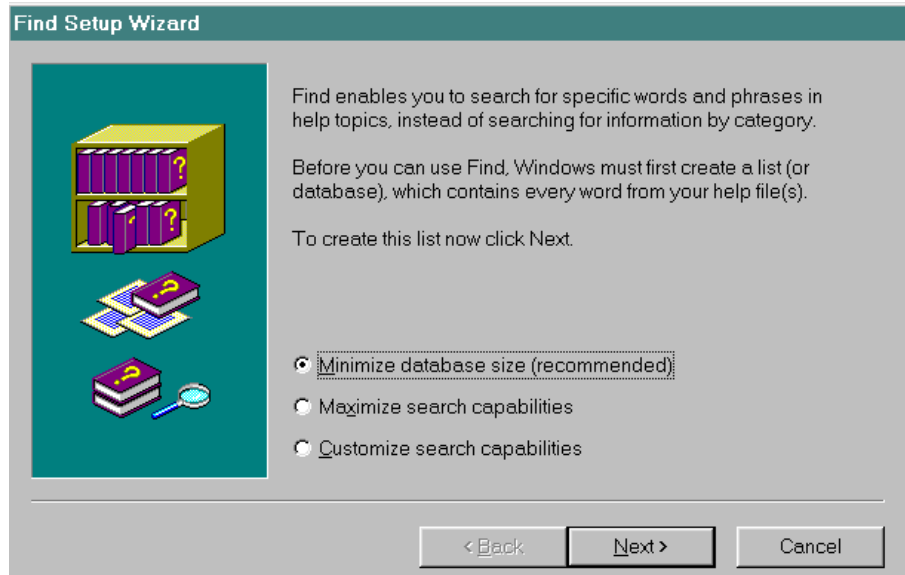 Find Setup Wizard
Find enables you to search for specific words and phrases in
help topics, instead of searching for information by category.
Before you can use Find, Windows must first create a list (or
database), which contains every word from your help file(s).
To create this list now click Next.
Minimize database size (recommended)
Maximize search capabilities
Customize search capabilities
< Back
Next >
Cancel